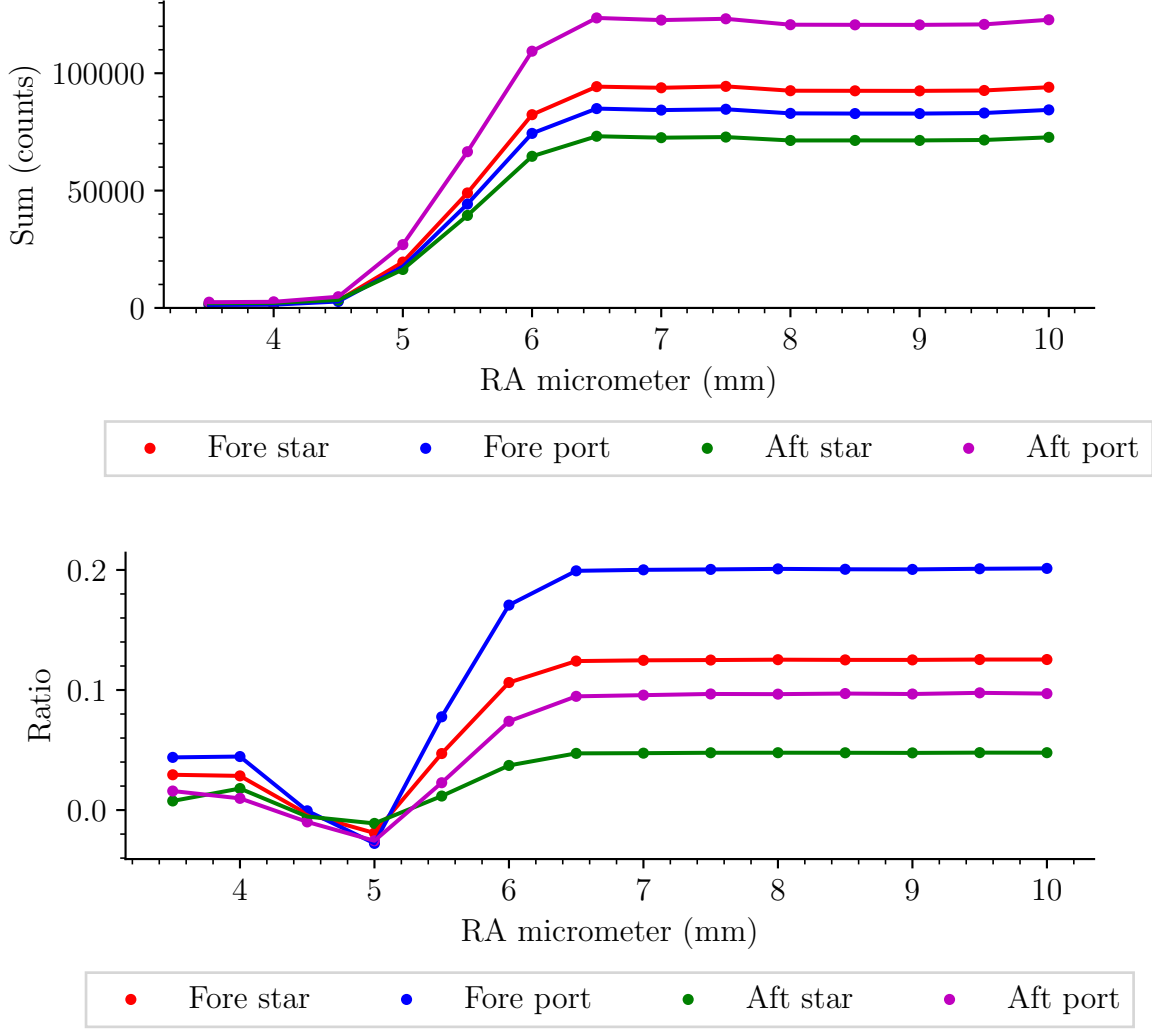 Sum (counts)
100000
50000
0
4 5 6 7 8 9 10
RA micrometer (mm)
Fore star Fore port Aft star Aft port
Ratio
0.2
0.1
0.0
4 5 6 7 8 9 10
RA micrometer (mm)
Fore star Fore port Aft star Aft port